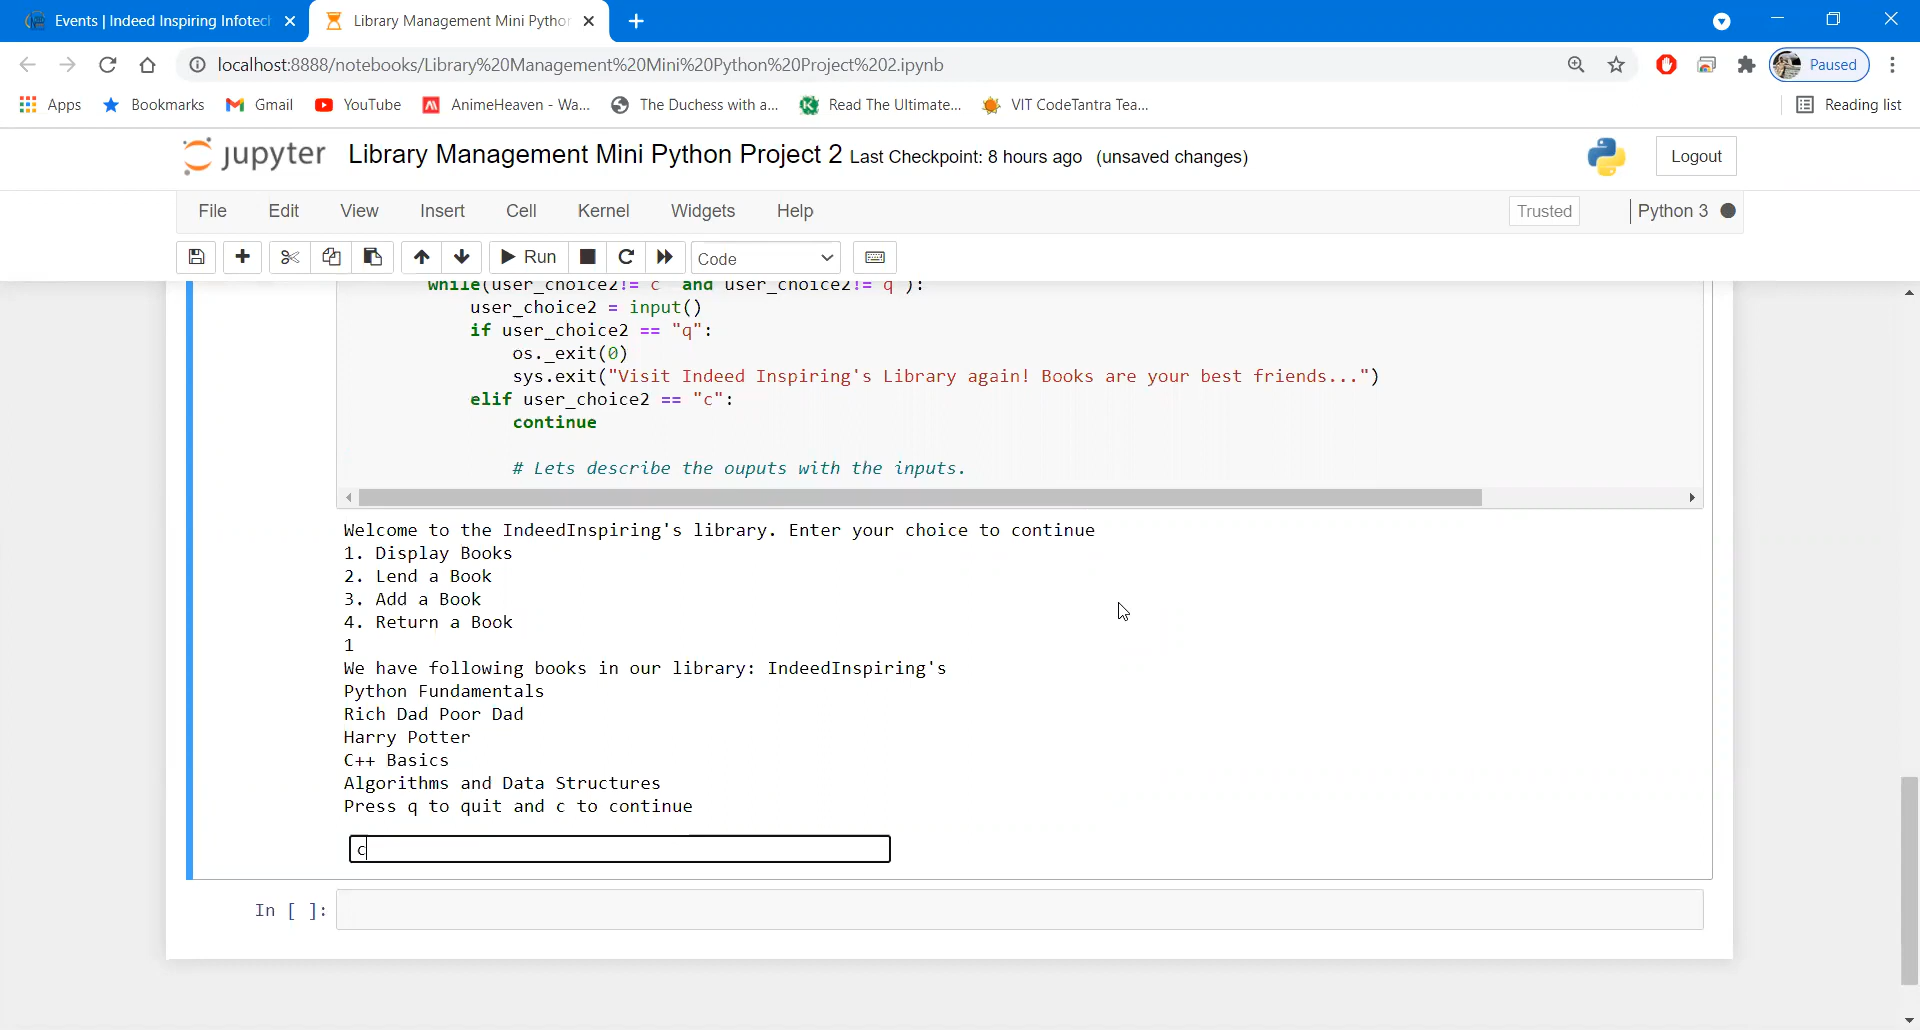 Events | Indeed Inspiring Infotech
Library Management Mini Python
localhost:8888/notebooks/Library%20Management%20Mini%20Python%20Project%202.ipynb
Paused
Apps
Bookmarks
Gmail
YouTube
AnimeHeaven - Wa...
The Duchess with a...
Read The Ultimate...
VIT CodeTantra Tea...
Reading list
jupyter Library Management Mini Python Project 2 Last Checkpoint: 8 hours ago (unsaved changes)
Logout
File Edit View Insert Cell Kernel Widgets Help
Trusted
Python 3
Run
Code
while(user_choice2!= c and user_choice2!= q ):
user_choice2 = input()
if user_choice2 == "q":
os._exit(0)
sys.exit("Visit Indeed Inspiring's Library again! Books are your best friends...")
elif user_choice2 == "c":
continue
# Lets describe the ouputs with the inputs.
Welcome to the IndeedInspiring's library. Enter your choice to continue
1. Display Books
2. Lend a Book
3. Add a Book
4. Return a Book
1
We have following books in our library: IndeedInspiring's
Python Fundamentals
Rich Dad Poor Dad
Harry Potter
C++ Basics
Algorithms and Data Structures
Press q to quit and c to continue
c
In [ ]: